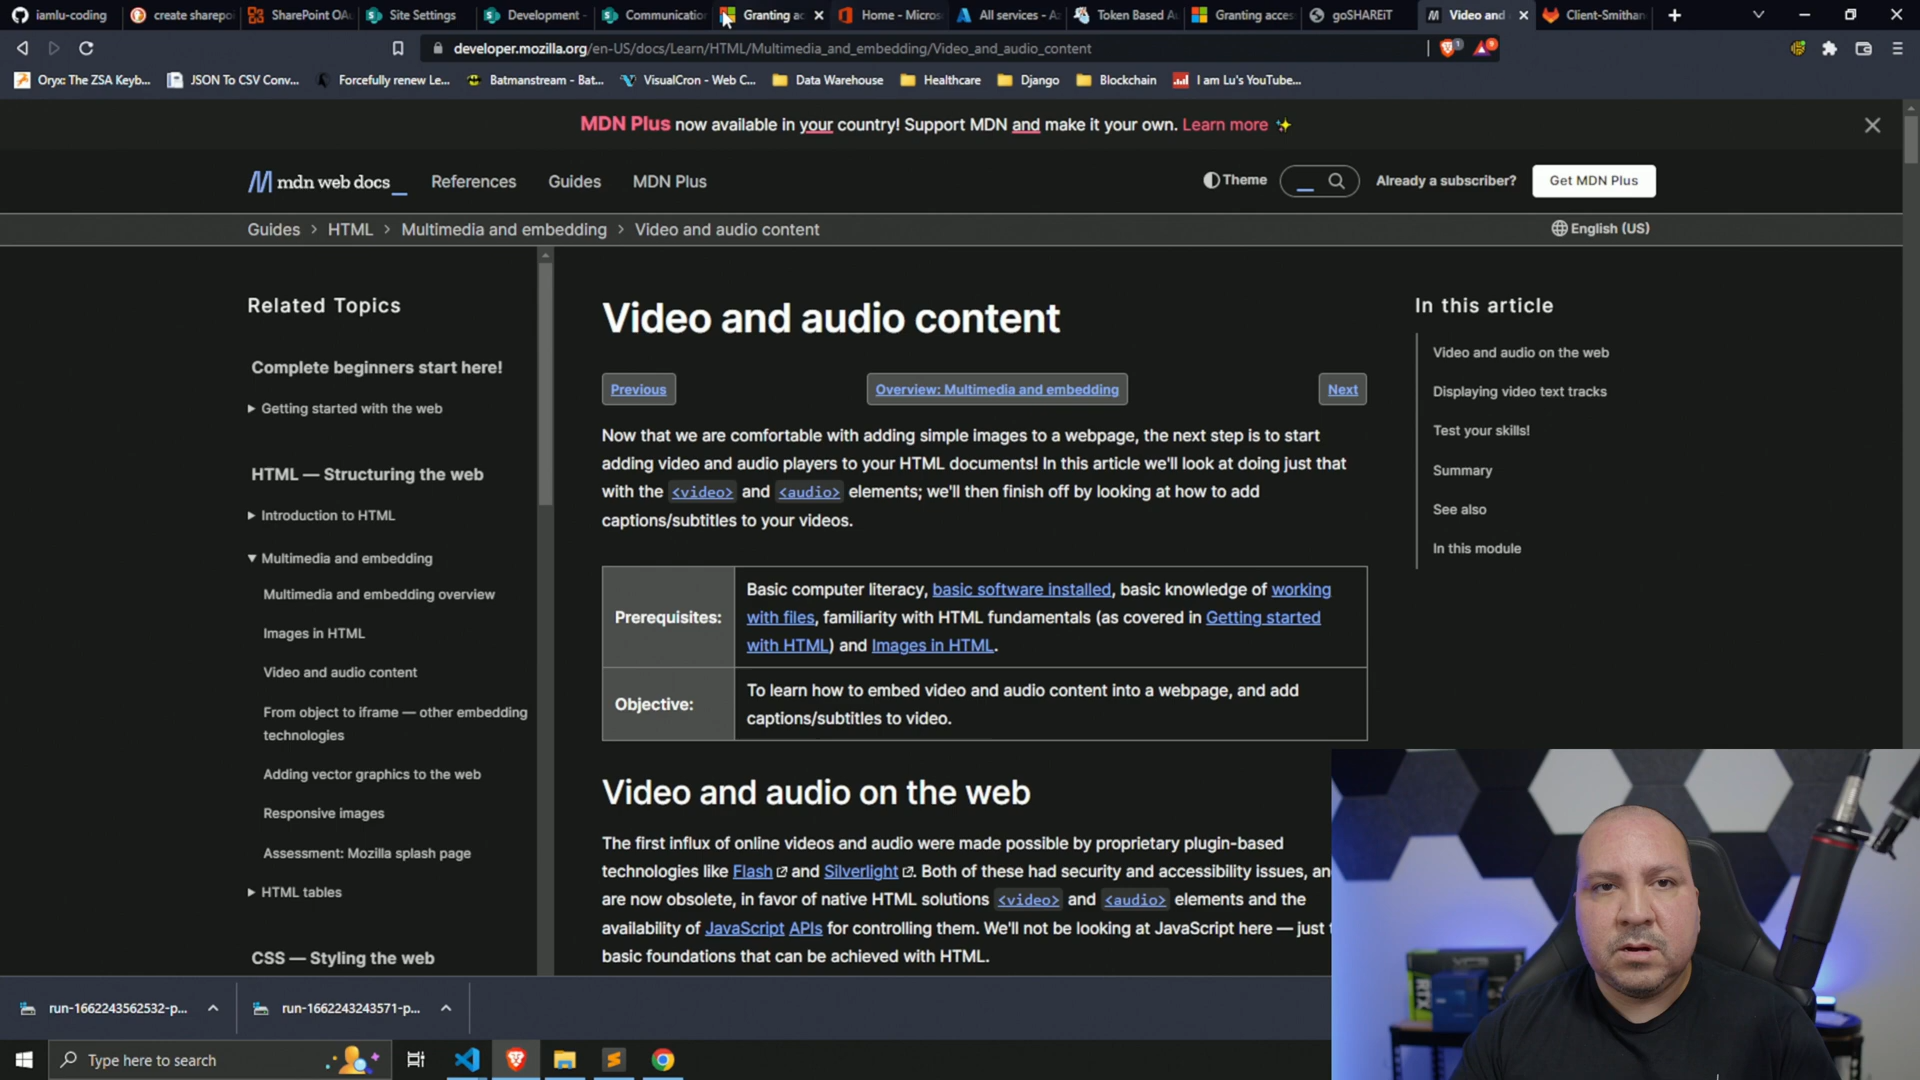 iamlu-coding
create sharepoi
SharePoint OAu
Site Settings
Development -
Communication
Granting ac
Home - Micros
All services - Az
Token Based Au
Granting access
goSHAREiT
Video and
Client-Smithan
developer.mozilla.org/en-US/docs/Learn/HTML/Multimedia_and_embedding/Video_and_audio_content
Oryx: The ZSA Keyb...
JSON To CSV Conv...
Forcefully renew Le...
Batmanstream - Bat...
VisualCron - Web C...
Data Warehouse
Healthcare
Django
Blockchain
I am Lu's YouTube...
MDN Plus now available in your country! Support MDN and make it your own. Learn more ✨
mdn web docs_
References
Guides
MDN Plus
Theme
Already a subscriber?
Get MDN Plus
Guides > HTML > Multimedia and embedding > Video and audio content
English (US)
Related Topics
Complete beginners start here!
Getting started with the web
HTML — Structuring the web
Introduction to HTML
Multimedia and embedding
Multimedia and embedding overview
Images in HTML
Video and audio content
From object to iframe — other embedding
technologies
Adding vector graphics to the web
Responsive images
Assessment: Mozilla splash page
HTML tables
CSS — Styling the web
Video and audio content
Previous
Overview: Multimedia and embedding
Next
Now that we are comfortable with adding simple images to a webpage, the next step is to start
adding video and audio players to your HTML documents! In this article we'll look at doing just that
with the <video> and <audio> elements; we'll then finish off by looking at how to add
captions/subtitles to your videos.
Prerequisites:
Basic computer literacy, basic software installed, basic knowledge of working
with files, familiarity with HTML fundamentals (as covered in Getting started
with HTML) and Images in HTML.
Objective:
To learn how to embed video and audio content into a webpage, and add
captions/subtitles to video.
Video and audio on the web
The first influx of online videos and audio were made possible by proprietary plugin-based
technologies like Flash and Silverlight. Both of these had security and accessibility issues, an
are now obsolete, in favor of native HTML solutions <video> and <audio> elements and the
availability of JavaScript APIs for controlling them. We'll not be looking at JavaScript here — just
basic foundations that can be achieved with HTML.
In this article
Video and audio on the web
Displaying video text tracks
Test your skills!
Summary
See also
In this module
run-1662243562532-p...
run-1662243243571-p...
Type here to search